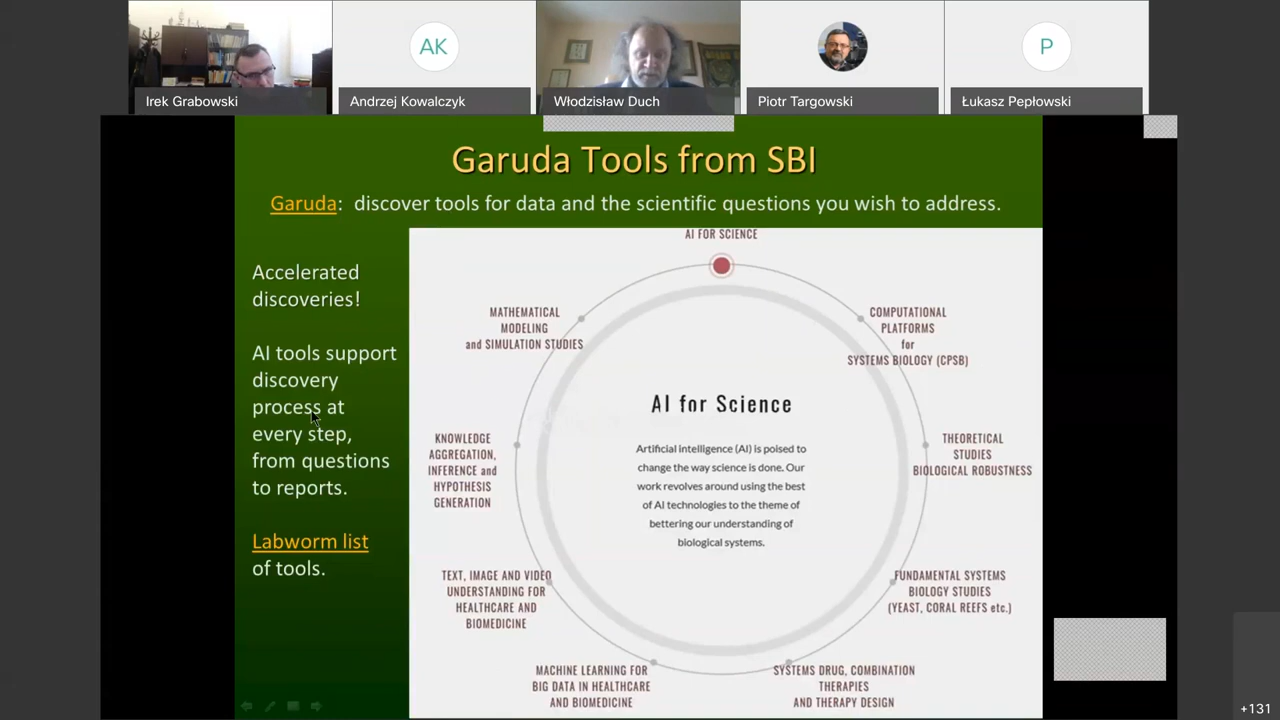 AK
P
Irek Grabowski
Andrzej Kowalczyk
Włodzisław Duch
Piotr Targowski
Łukasz Pepłowski
Garuda Tools from SBI
Garuda: discover tools for data and the scientific questions you wish to address.
Accelerated
discoveries!
AI tools support
discovery
process at
every step,
from questions
to reports.
Labworm list
of tools.
AI FOR SCIENCE
COMPUTATIONAL
PLATFORMS
for
SYSTEMS BIOLOGY (CPSB)
THEORETICAL
STUDIES
BIOLOGICAL ROBUSTNESS
FUNDAMENTAL SYSTEMS
BIOLOGY STUDIES
(YEAST, CORAL REEFS etc.)
SYSTEMS DRUG, COMBINATION
THERAPIES
AND THERAPY DESIGN
MACHINE LEARNING FOR
BIG DATA IN HEALTHCARE
AND BIOMEDICINE
TEXT, IMAGE AND VIDEO
UNDERSTANDING FOR
HEALTHCARE AND
BIOMEDICINE
KNOWLEDGE
AGGREGATION,
INFERENCE and
HYPOTHESIS
GENERATION
MATHEMATICAL
MODELING
and SIMULATION STUDIES
AI for Science
Artificial intelligence (AI) is poised to
change the way science is done. Our
work revolves around using the best
of AI technologies to the theme of
bettering our understanding of
biological systems.
+131